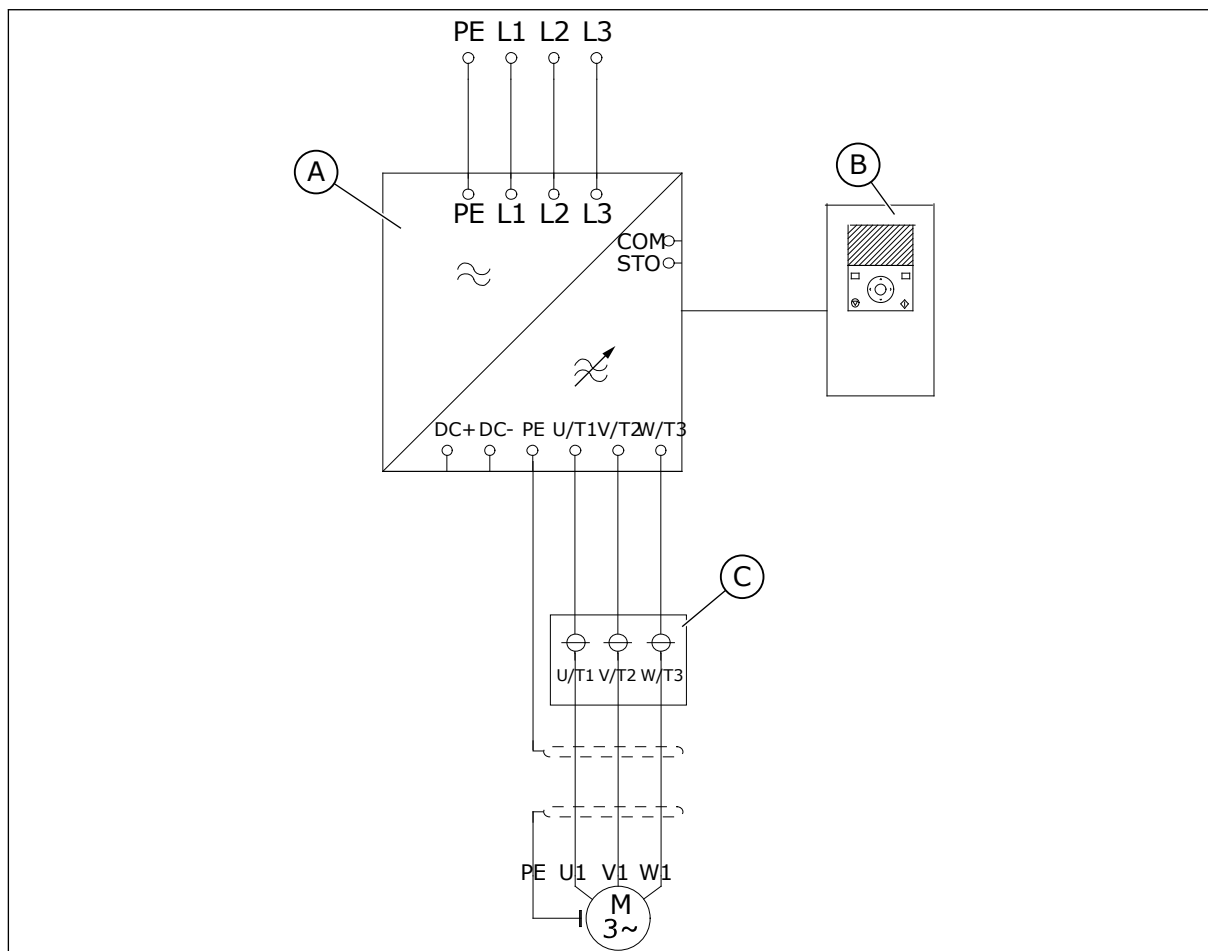 PE L1 L2 L3
A
B
PE L1 L2 L3
COM
STO
DC+ DC- PE U/T1 V/T2 W/T3
C
U/T1 V/T2 W/T3
PE U1 V1 W1
M
3~